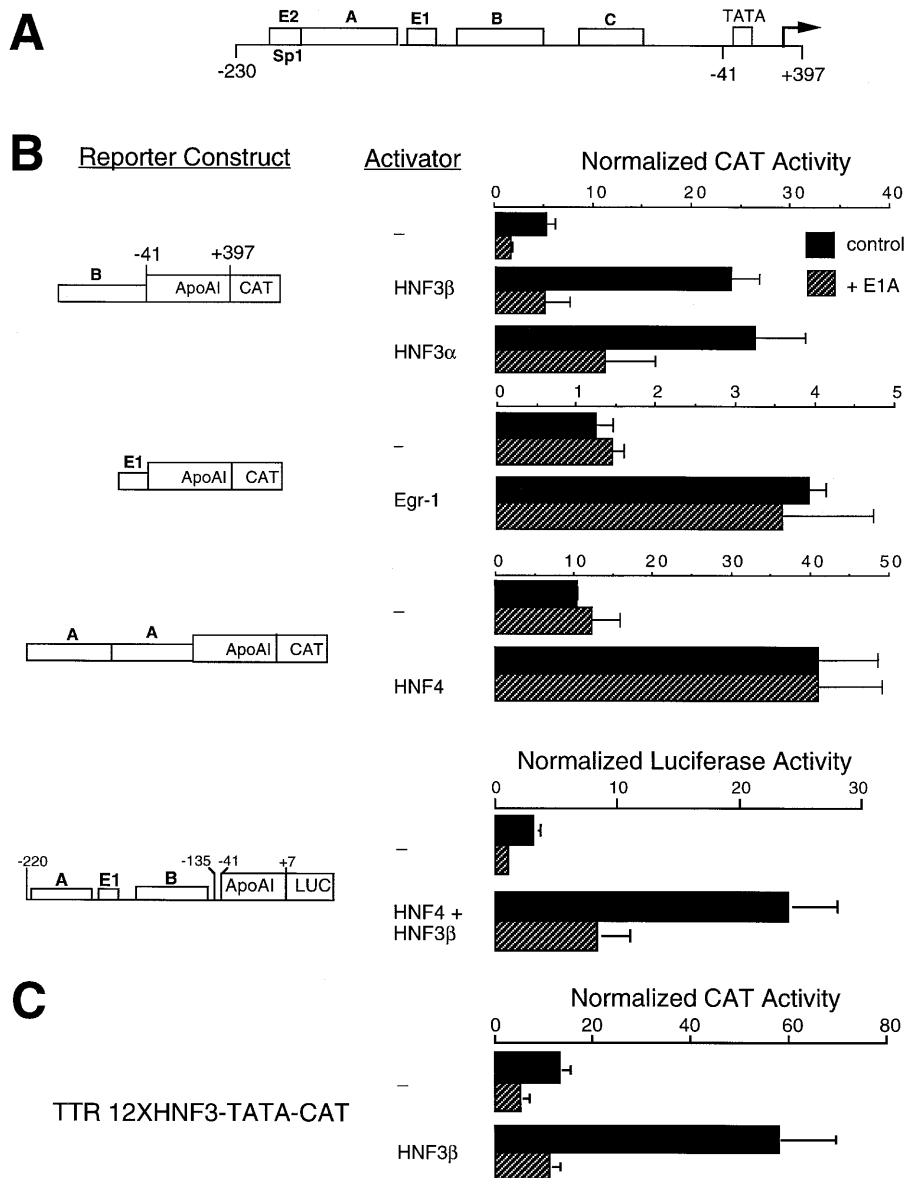 A
E2 A E1 B C TATA
Sp1
-230 -41 +397
B
Reporter Construct Activator Normalized CAT Activity
0 10 20 30 40
–
control
+ E1A
-41 +397
B ApoAI CAT
HNF3β
HNF3α
0 1 2 3 4 5
–
E1 ApoAI CAT
Egr-1
0 10 20 30 40 50
–
A A ApoAI CAT
HNF4
Normalized Luciferase Activity
0 10 20 30
–
-220 -135 -41 +7
A E1 B ApoAI LUC
HNF4 +
HNF3β
C
Normalized CAT Activity
0 20 40 60 80
–
TTR 12XHNF3-TATA-CAT
HNF3β